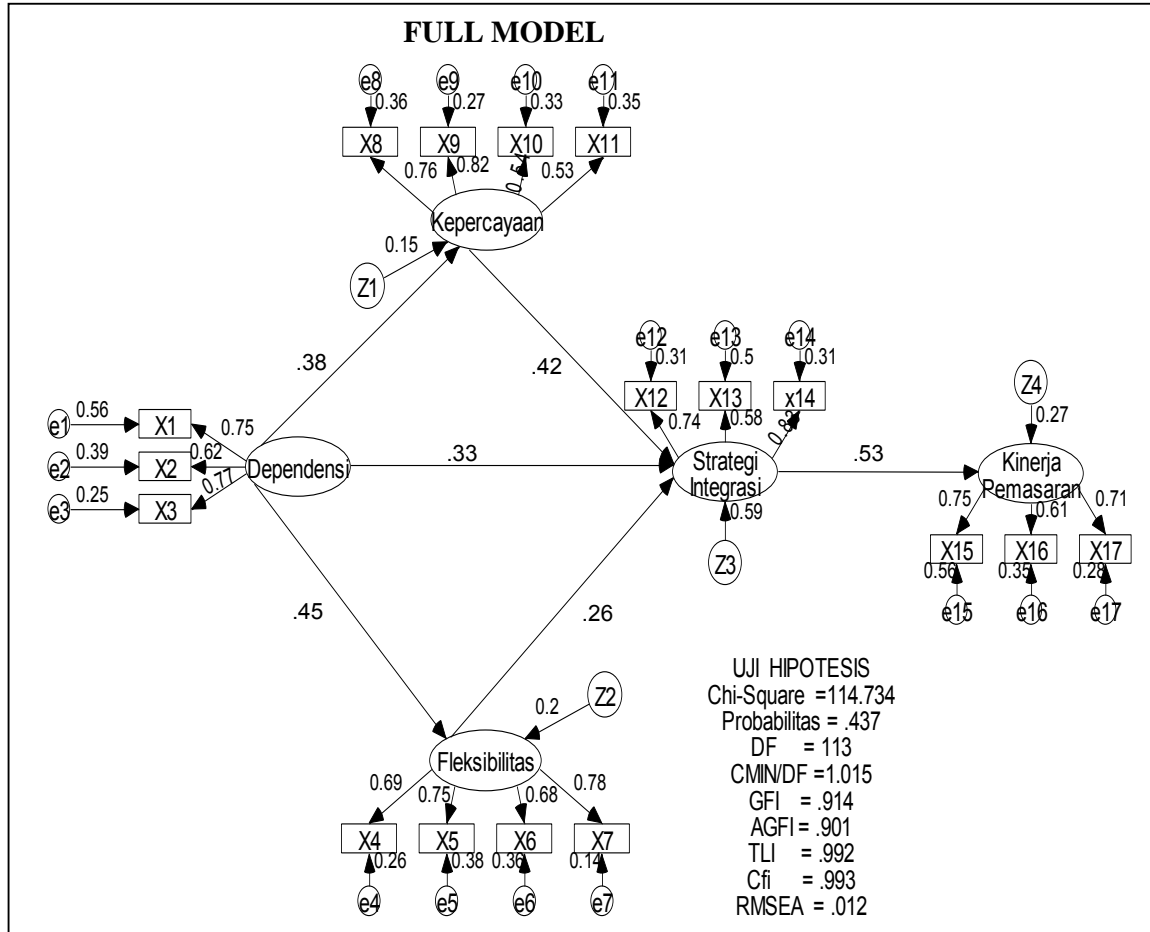 FULL MODEL
e8 e9 e10 e11
0.36 0.27 0.33 0.35
X8 X9 X10 X11
0.76 0.82 0.54 0.53
Kepercayaan
0.15
Z1
e12 e13 e14
0.31 0.5 0.31
.38 .42
X12 X13 x14
Z4
0.74 0.58 0.83
0.27
e1 0.56 X1 0.75
e2 0.39 X2 0.62 Dependensi .33 Strategi Integrasi .53 Kinerja Pemasaran
e3 0.25 X3 0.77
0.59
0.75 0.61 0.71
Z3
X15 X16 X17
0.56 0.35 0.28
e15 e16 e17
.45 .26
Z2
0.2
Fleksibilitas
0.69 0.75 0.68 0.78
X4 X5 X6 X7
0.26 0.38 0.36 0.14
e4 e5 e6 e7
UJI HIPOTESIS
Chi-Square =114.734
Probabilitas = .437
DF = 113
CMIN/DF =1.015
GFI = .914
AGFI = .901
TLI = .992
Cfi = .993
RMSEA = .012